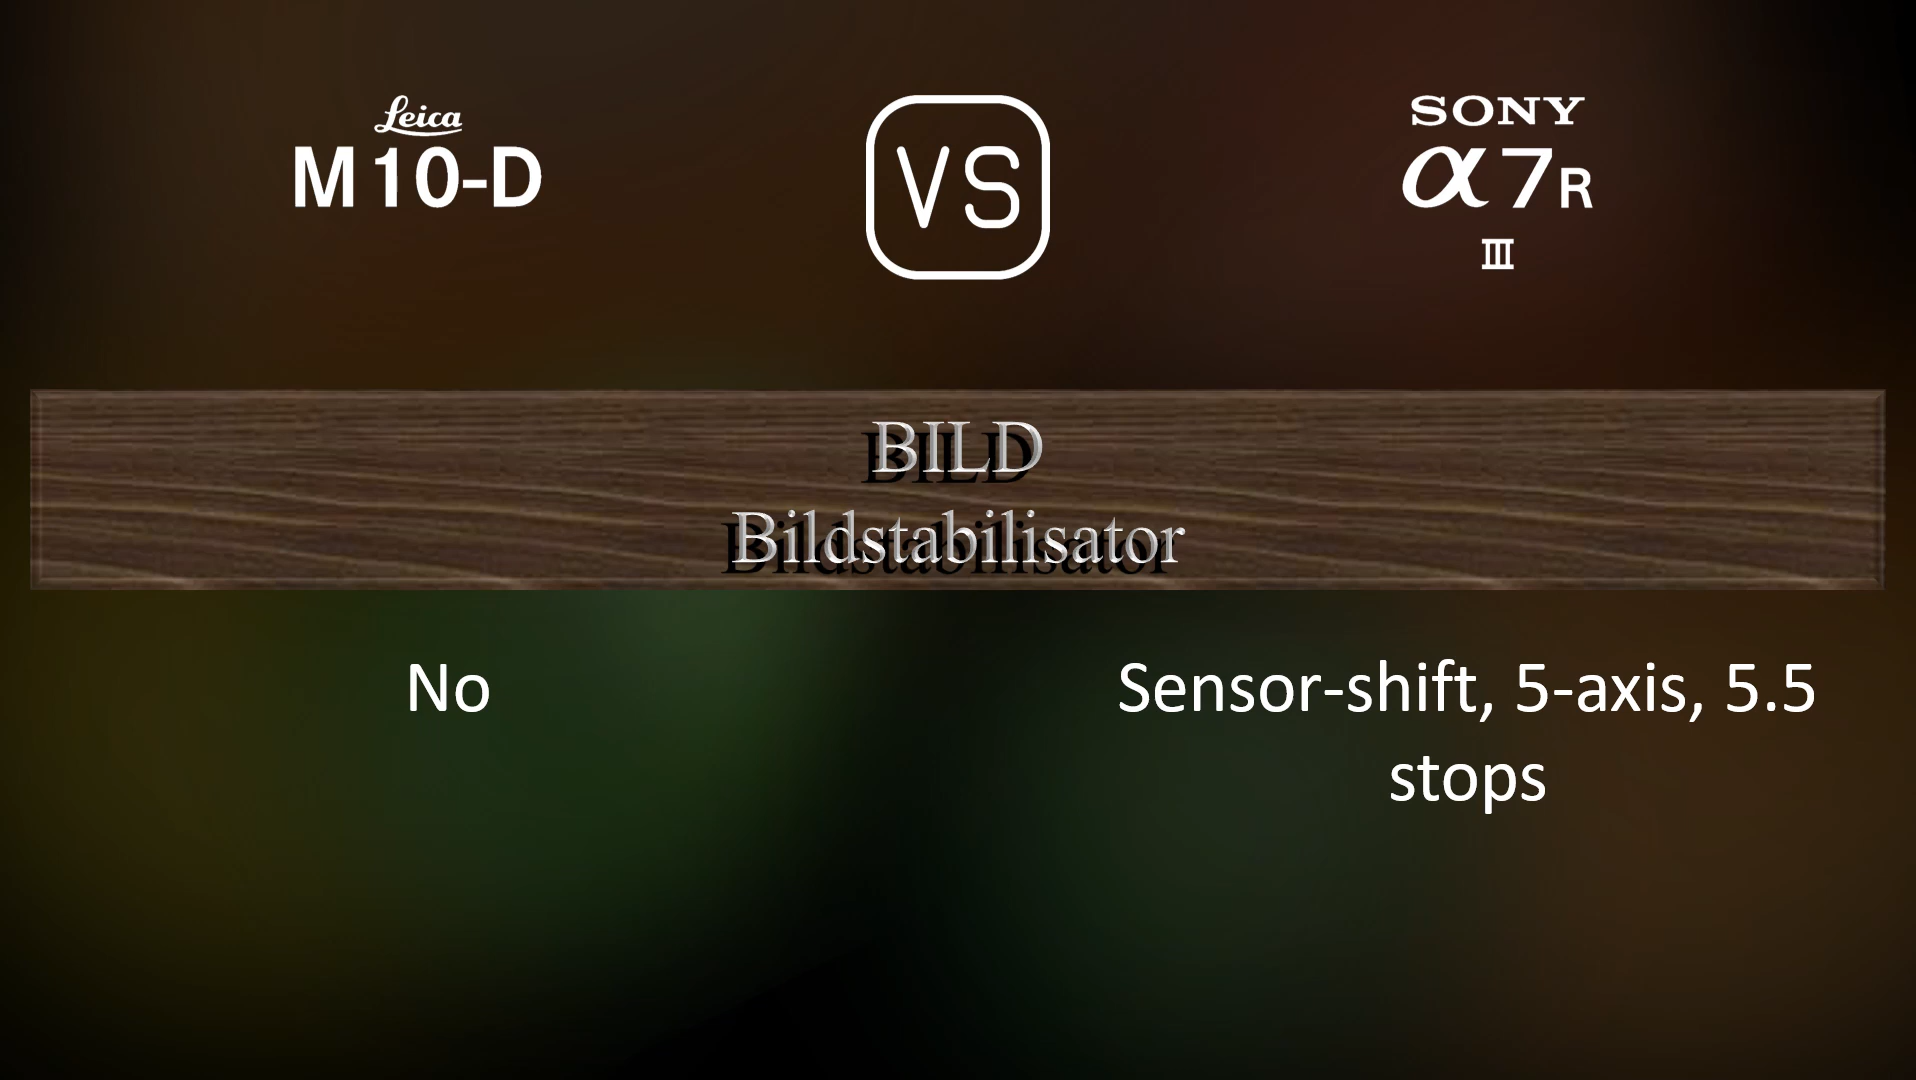 Leica
M10-D
VS
SONY
α7R
III
BILD
Bildstabilisator
No
Sensor-shift, 5-axis, 5.5
stops